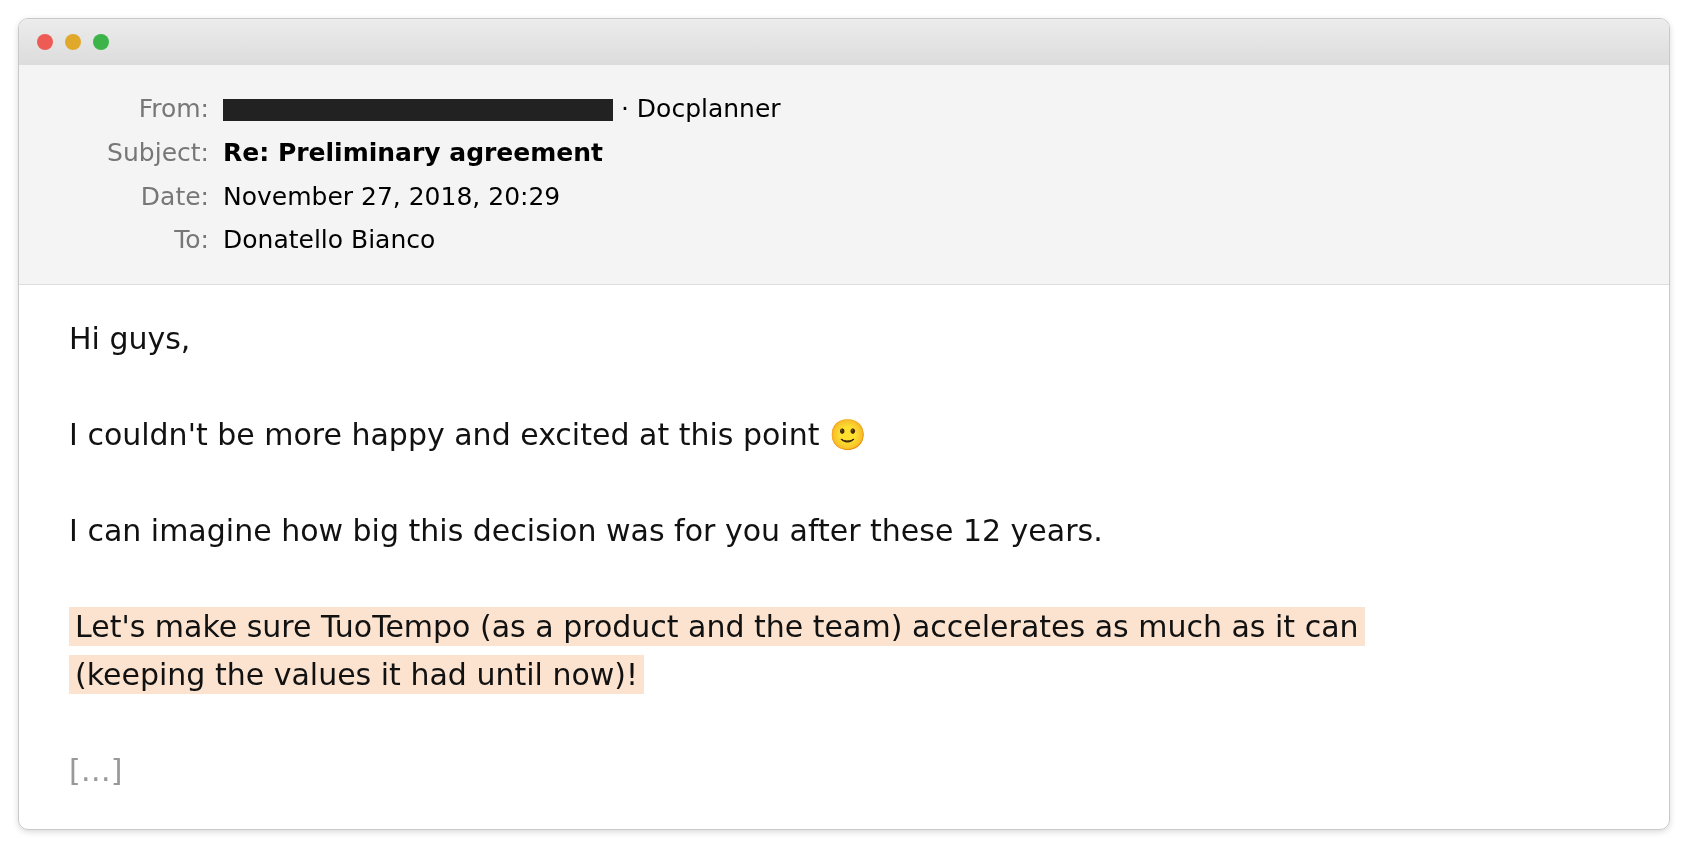 From: · Docplanner
Subject: Re: Preliminary agreement
Date: November 27, 2018, 20:29
To: Donatello Bianco
Hi guys,
I couldn't be more happy and excited at this point 🙂
I can imagine how big this decision was for you after these 12 years.
Let's make sure TuoTempo (as a product and the team) accelerates as much as it can
(keeping the values it had until now)!
[...]